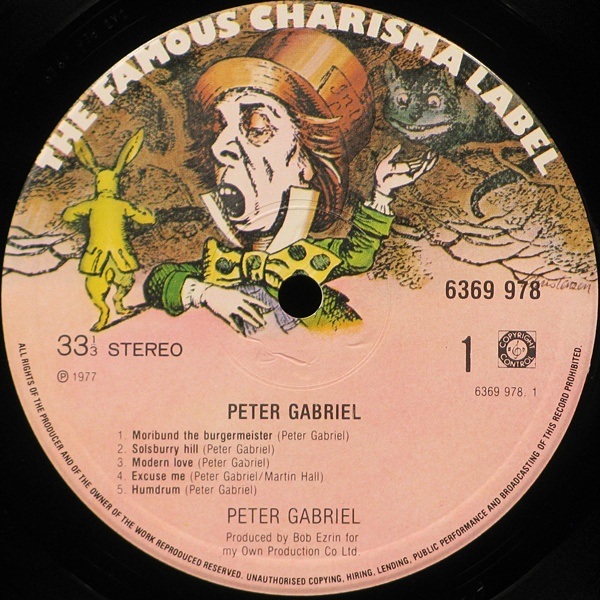 THE FAMOUS CHARISMA LABEL
6369 978
33 1/3 STEREO
1
COPYRIGHT CONTROL
℗ 1977
6369 978. 1
PETER GABRIEL
1. Moribund the burgermeister (Peter Gabriel)
2. Solsburry hill (Peter Gabriel)
3. Modern love (Peter Gabriel)
4. Excuse me (Peter Gabriel/Martin Hall)
5. Humdrum (Peter Gabriel)
PETER GABRIEL
Produced by Bob Ezrin for
my Own Production Co Ltd
ALL RIGHTS OF THE PRODUCER AND OF THE OWNER OF THE WORK REPRODUCED RESERVED. UNAUTHORISED COPYING, HIRING, LENDING, PUBLIC PERFORMANCE AND BROADCASTING OF THIS RECORD PROHIBITED.